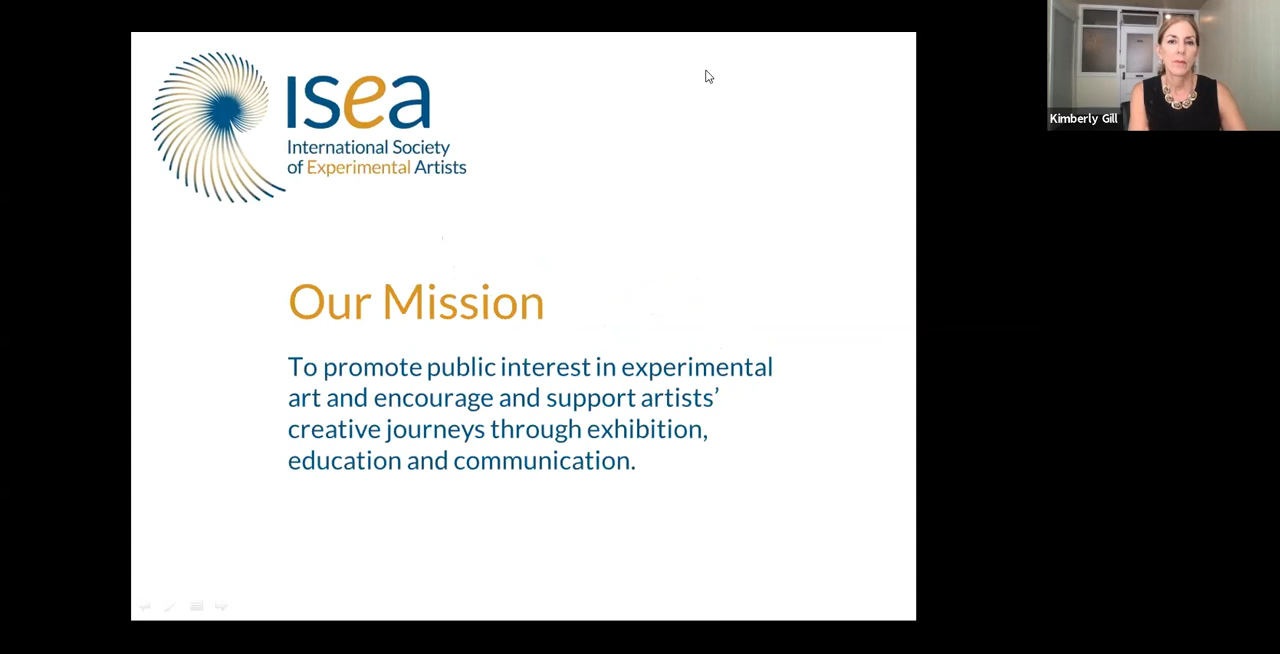 ISea
International Society
of Experimental Artists
Our Mission
To promote public interest in experimental
art and encourage and support artists’
creative journeys through exhibition,
education and communication.
Kimberly Gill